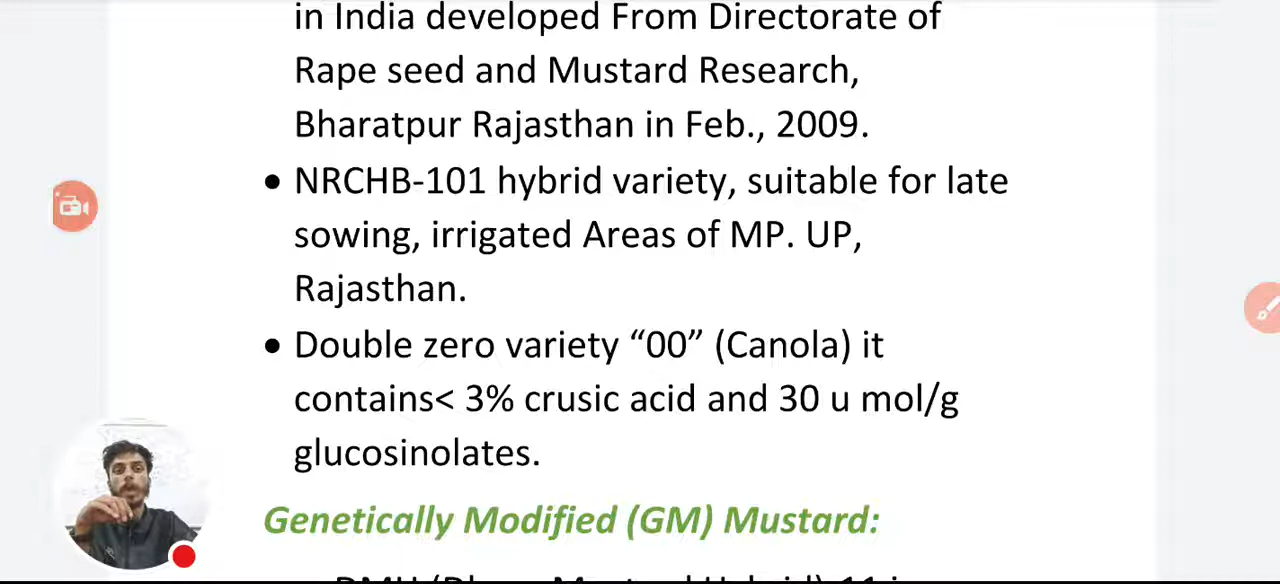 in India developed From Directorate of
Rape seed and Mustard Research,
Bharatpur Rajasthan in Feb., 2009.
• NRCHB-101 hybrid variety, suitable for late
sowing, irrigated Areas of MP. UP,
Rajasthan.
• Double zero variety “00” (Canola) it
contains< 3% crusic acid and 30 u mol/g
glucosinolates.
Genetically Modified (GM) Mustard: